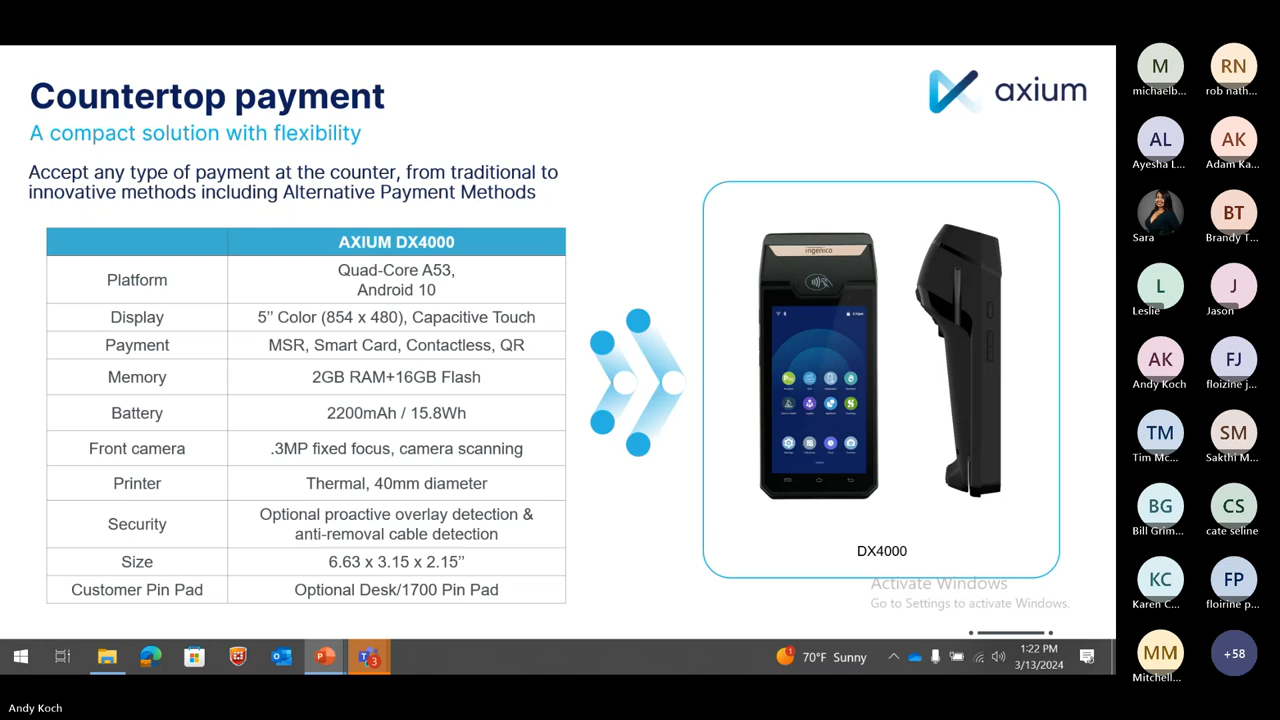 Countertop payment
A compact solution with flexibility
Accept any type of payment at the counter, from traditional to
innovative methods including Alternative Payment Methods
axium
AXIUM DX4000
Platform
Quad-Core A53,
Android 10
Display
5’’ Color (854 x 480), Capacitive Touch
Payment
MSR, Smart Card, Contactless, QR
Memory
2GB RAM+16GB Flash
Battery
2200mAh / 15.8Wh
Front camera
.3MP fixed focus, camera scanning
Printer
Thermal, 40mm diameter
Security
Optional proactive overlay detection &
anti-removal cable detection
Size
6.63 x 3.15 x 2.15’’
Customer Pin Pad
Optional Desk/1700 Pin Pad
ingenico
DX4000
Activate Windows
Go to Settings to activate Windows.
3
1
70°F Sunny
1:22 PM
3/13/2024
M
michaelb...
RN
rob nath...
AL
Ayesha L...
AK
Adam Ka...
Sara
BT
Brandy T...
L
Leslie
J
Jason
AK
Andy Koch
FJ
floizine j...
TM
Tim Mc...
SM
Sakthi M...
BG
Bill Grim...
CS
cate seline
KC
Karen C...
FP
floirine p...
MM
Mitchell...
+58
Andy Koch